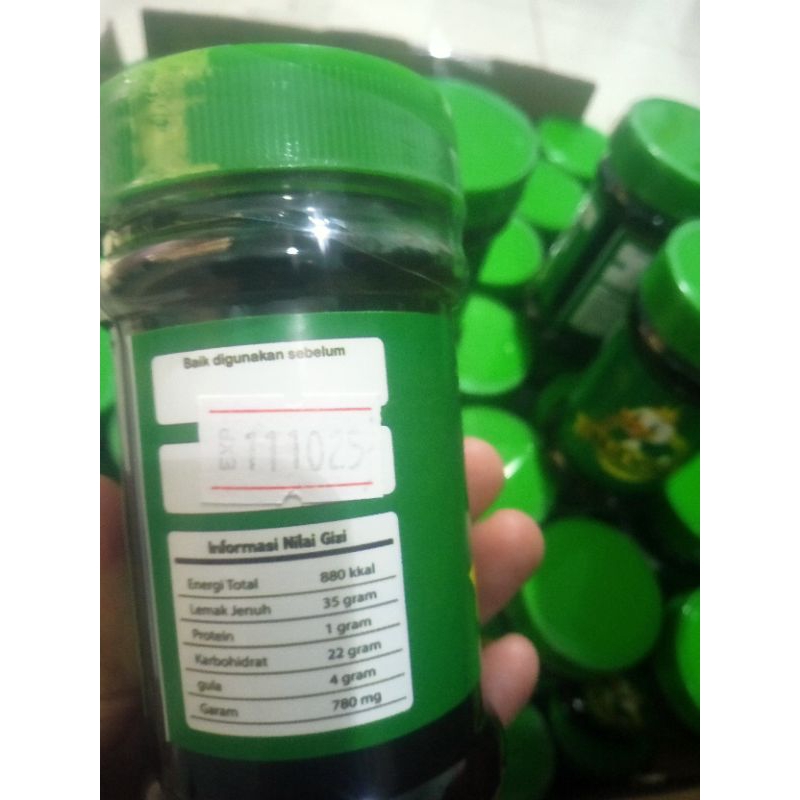 Baik digunakan sebelum
EXP 111025
Informasi Nilai Gizi
Energi Total 880 kkal
Lemak Jenuh 35 gram
Protein 1 gram
Karbohidrat 22 gram
gula 4 gram
Garam 780 mg